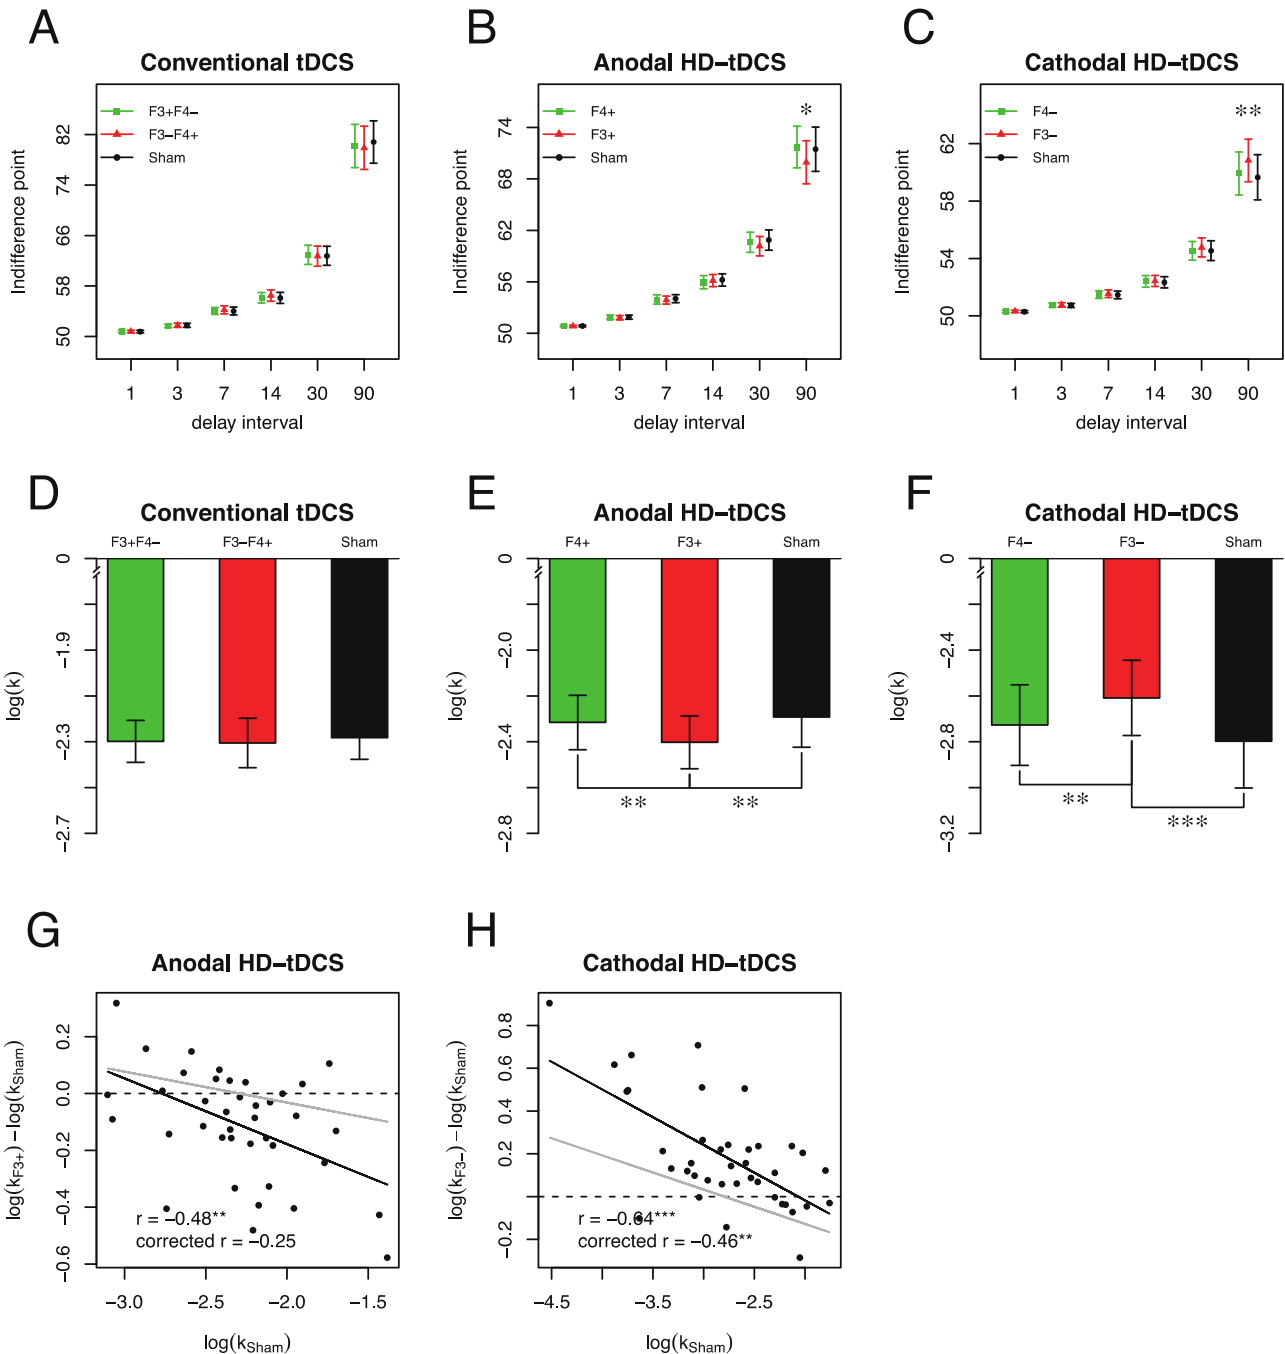 A
Conventional tDCS
Indifference point
82
74
66
58
50
F3+F4−
F3−F4+
Sham
1 3 7 14 30 90
delay interval
B
Anodal HD−tDCS
Indifference point
74
68
62
56
50
F4+
F3+
Sham
*
1 3 7 14 30 90
delay interval
C
Cathodal HD−tDCS
Indifference point
62
58
54
50
F4−
F3−
Sham
**
1 3 7 14 30 90
delay interval
D
Conventional tDCS
F3+F4− F3−F4+ Sham
log(k)
0
−1.9
−2.3
−2.7
E
Anodal HD−tDCS
F4+ F3+ Sham
log(k)
0
−2.0
−2.4
−2.8
** **
F
Cathodal HD−tDCS
F4− F3− Sham
log(k)
0
−2.4
−2.8
−3.2
**
***
G
Anodal HD−tDCS
log(kF3+) − log(kSham)
0.2
0.0
−0.2
−0.4
−0.6
r = −0.48**
corrected r = −0.25
−3.0 −2.5 −2.0 −1.5
log(kSham)
H
Cathodal HD−tDCS
log(kF3−) − log(kSham)
0.8
0.6
0.4
0.2
−0.2
r = −0.64***
corrected r = −0.46**
−4.5 −3.5 −2.5
log(kSham)